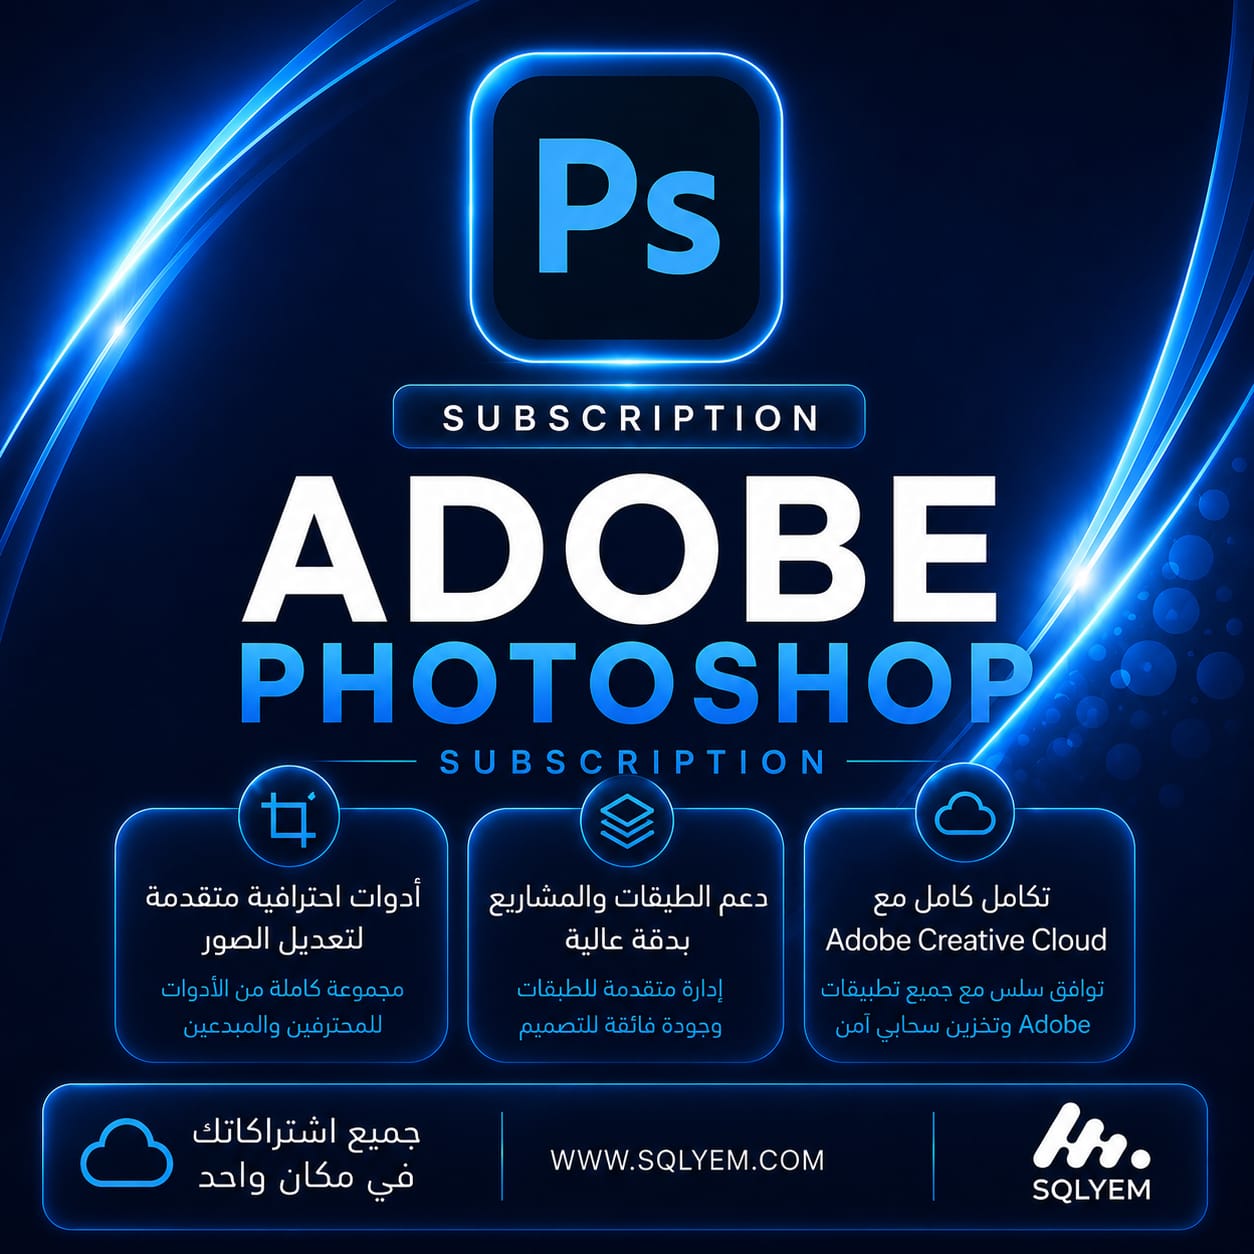 Ps
SUBSCRIPTION
ADOBE
PHOTOSHOP
SUBSCRIPTION
تكامل كامل مع
Adobe Creative Cloud
توافق سلس مع جميع تطبيقات
Adobe وتخزين سحابي آمن
دعم الطيقات والمشاريع
بدقة عالية
إدارة متقدمة للطبقات
وجودة فائقة للتصميم
أدوات احترافية متقدمة
لتعديل الصور
مجموعة كاملة من الأدوات
للمحترفين والمبدعين
جميع اشتراكاتك
في مكان واحد
WWW.SQLYEM.COM
SQLYEM